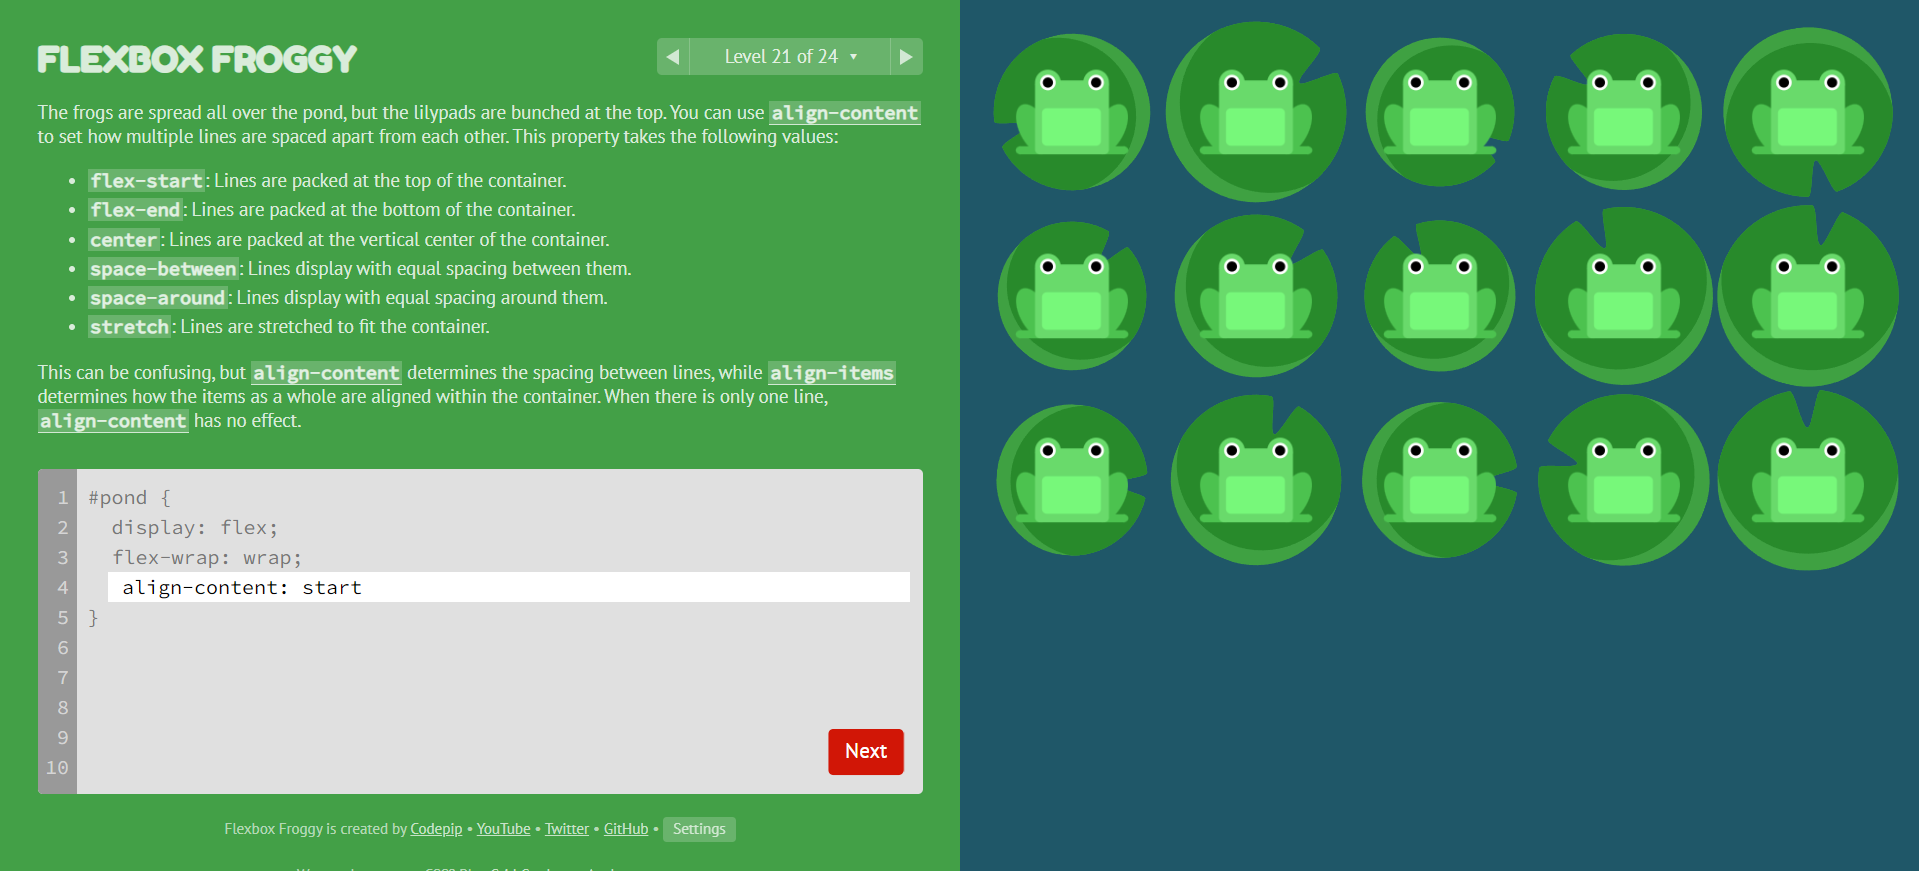 FLEXBOX FROGGY
◀ Level 21 of 24 ▼ ▶
The frogs are spread all over the pond, but the lilypads are bunched at the top. You can use align-content
to set how multiple lines are spaced apart from each other. This property takes the following values:
• flex-start: Lines are packed at the top of the container.
• flex-end: Lines are packed at the bottom of the container.
• center: Lines are packed at the vertical center of the container.
• space-between: Lines display with equal spacing between them.
• space-around: Lines display with equal spacing around them.
• stretch: Lines are stretched to fit the container.
This can be confusing, but align-content determines the spacing between lines, while align-items
determines how the items as a whole are aligned within the container. When there is only one line,
align-content has no effect.
1 #pond {
2 display: flex;
3 flex-wrap: wrap;
4 align-content: start
5 }
6
7
8
9
10
Next
Flexbox Froggy is created by Codepip • YouTube • Twitter • GitHub • Settings